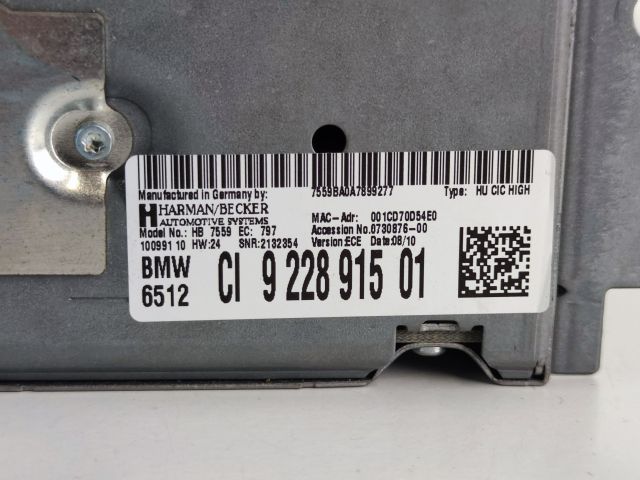 7559BA0A7899277
Manufactured in Germany by: Type: HU CIC HIGH
HARMAN/BECKER
AUTOMOTIVE SYSTEMS MAC-Adr: 001CD70D54E0
Model No.: HB 7559 EC: 797 Accession No.0730876-00
10099110 HW:24 SNR:2132354 Version:ECE Date:08/10
BMW
6512 CI 9 228 915 01